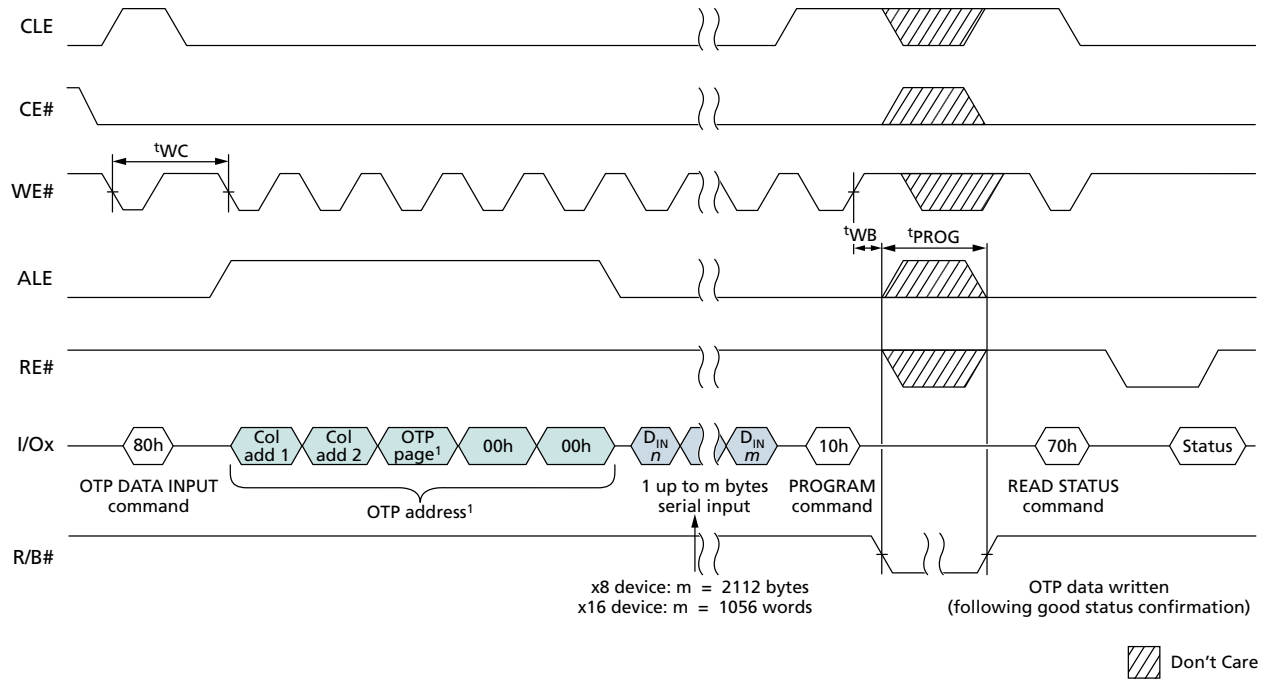 CLE
CE#
tWC
WE#
tWB
tPROG
ALE
RE#
I/Ox
80h
Col
add 1
Col
add 2
OTP
page1
00h
00h
DIN
n
DIN
m
10h
70h
Status
OTP DATA INPUT
command
OTP address1
1 up to m bytes
serial input
PROGRAM
command
READ STATUS
command
R/B#
x8 device: m = 2112 bytes
x16 device: m = 1056 words
OTP data written
(following good status confirmation)
Don't Care